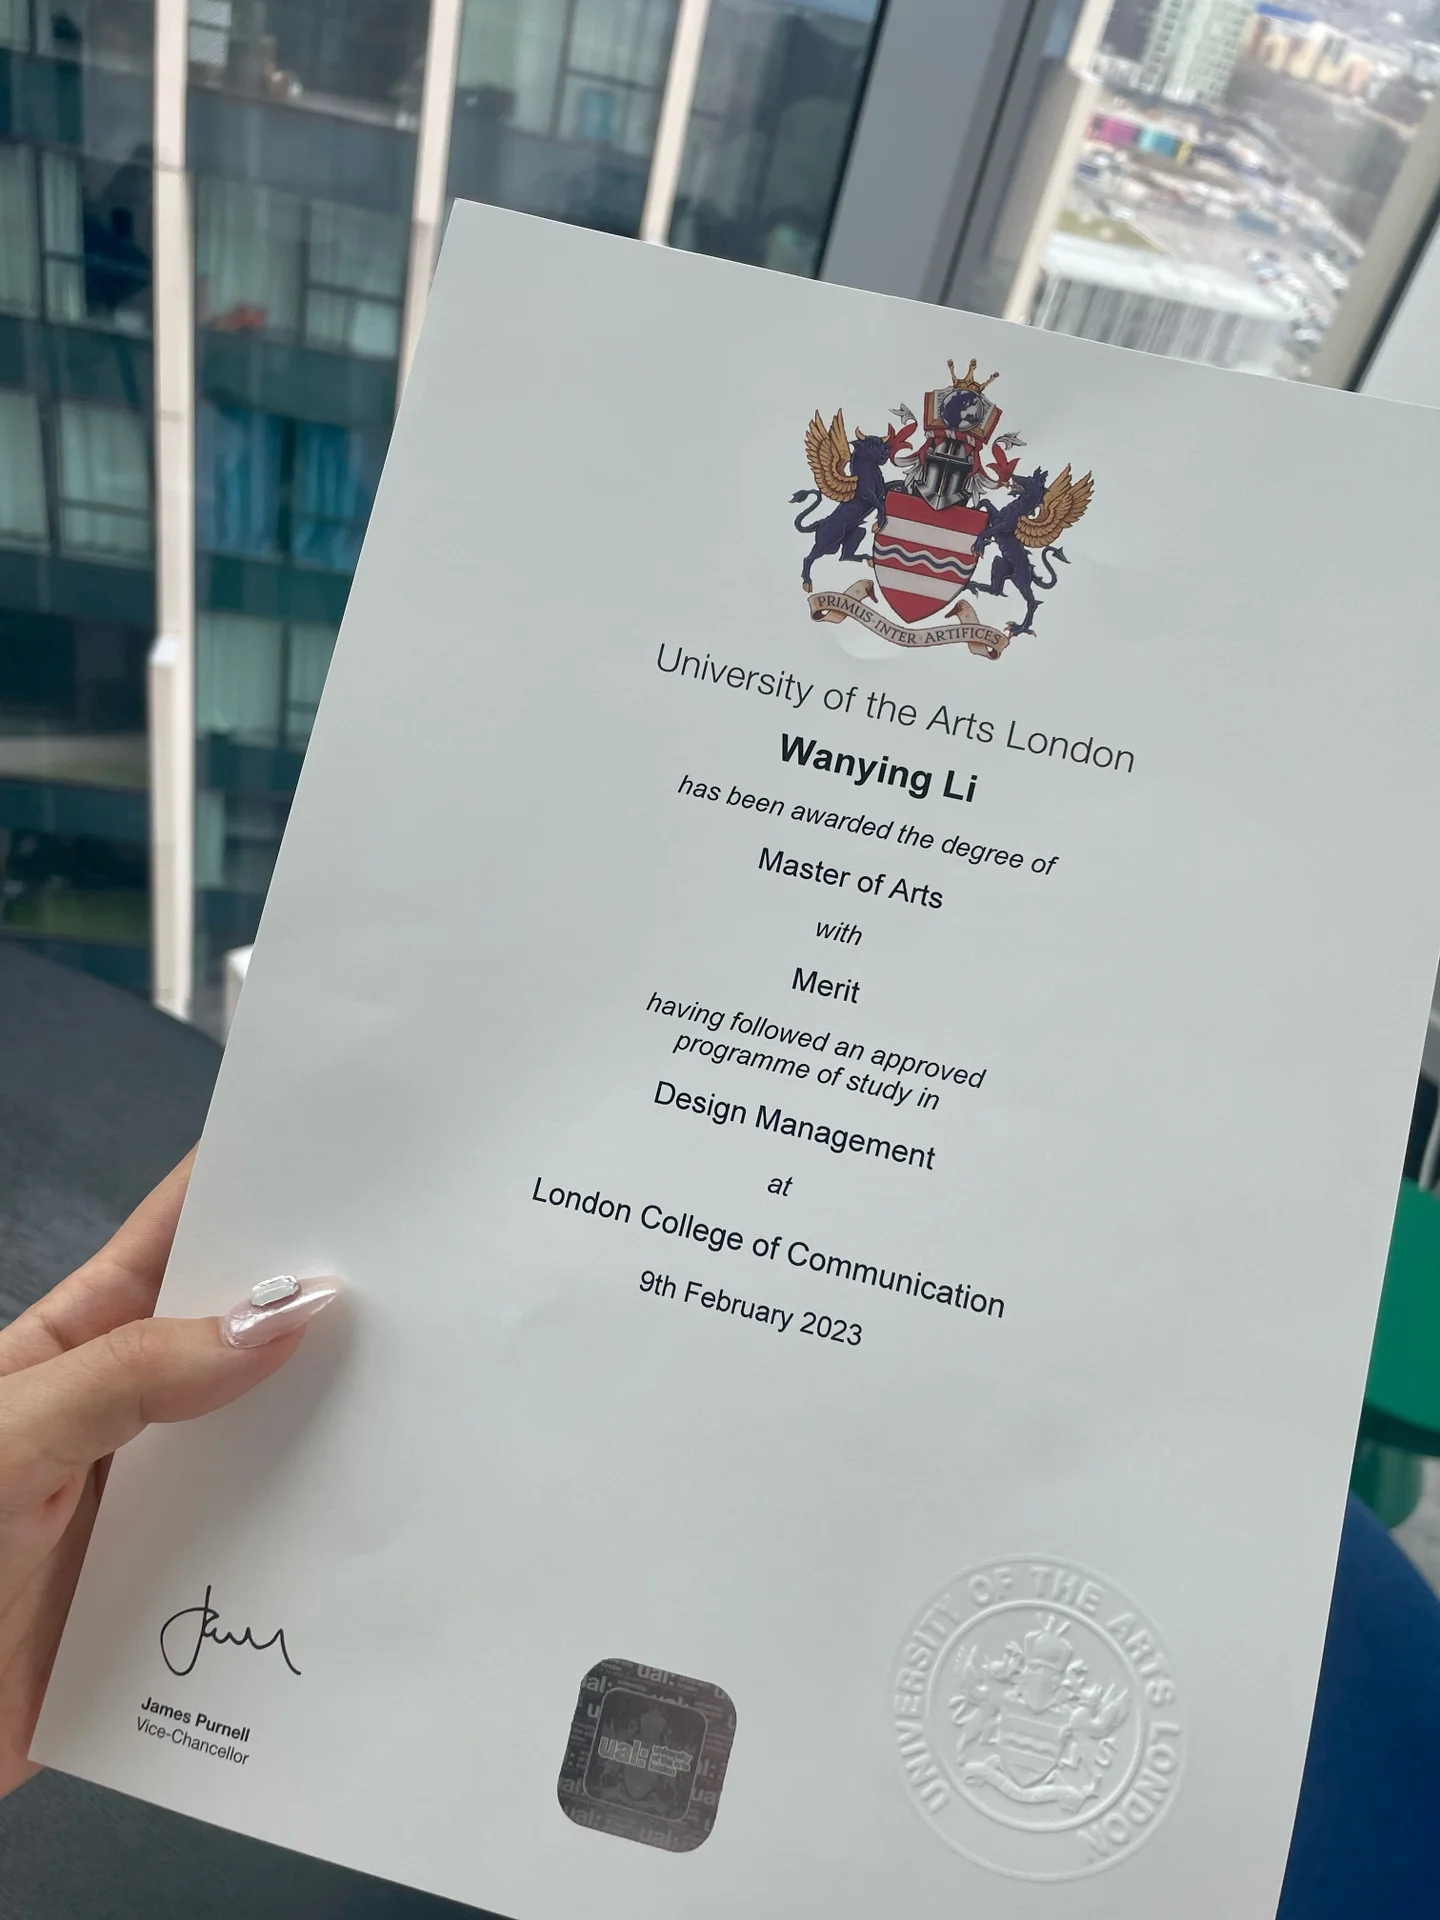 PRIMUS·INTER·ARTIFICES
University of the Arts London
Wanying Li
has been awarded the degree of
Master of Arts
with
Merit
having followed an approved
programme of study in
Design Management
at
London College of Communication
9th February 2023
James Purnell
Vice-Chancellor
ual:
UNIVERSITY OF THE ARTS LONDON